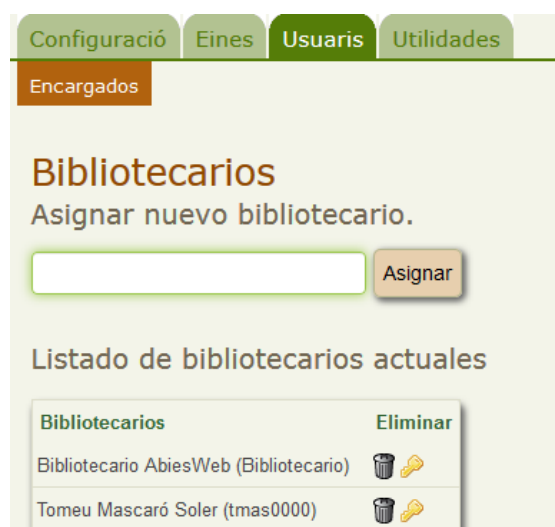 Configuració Eines Usuaris Utilidades
Encargados
Bibliotecarios
Asignar nuevo bibliotecario.
Asignar
Listado de bibliotecarios actuales
Bibliotecarios Eliminar
Bibliotecario AbiesWeb (Bibliotecario)
Tomeu Mascaró Soler (tmas0000)